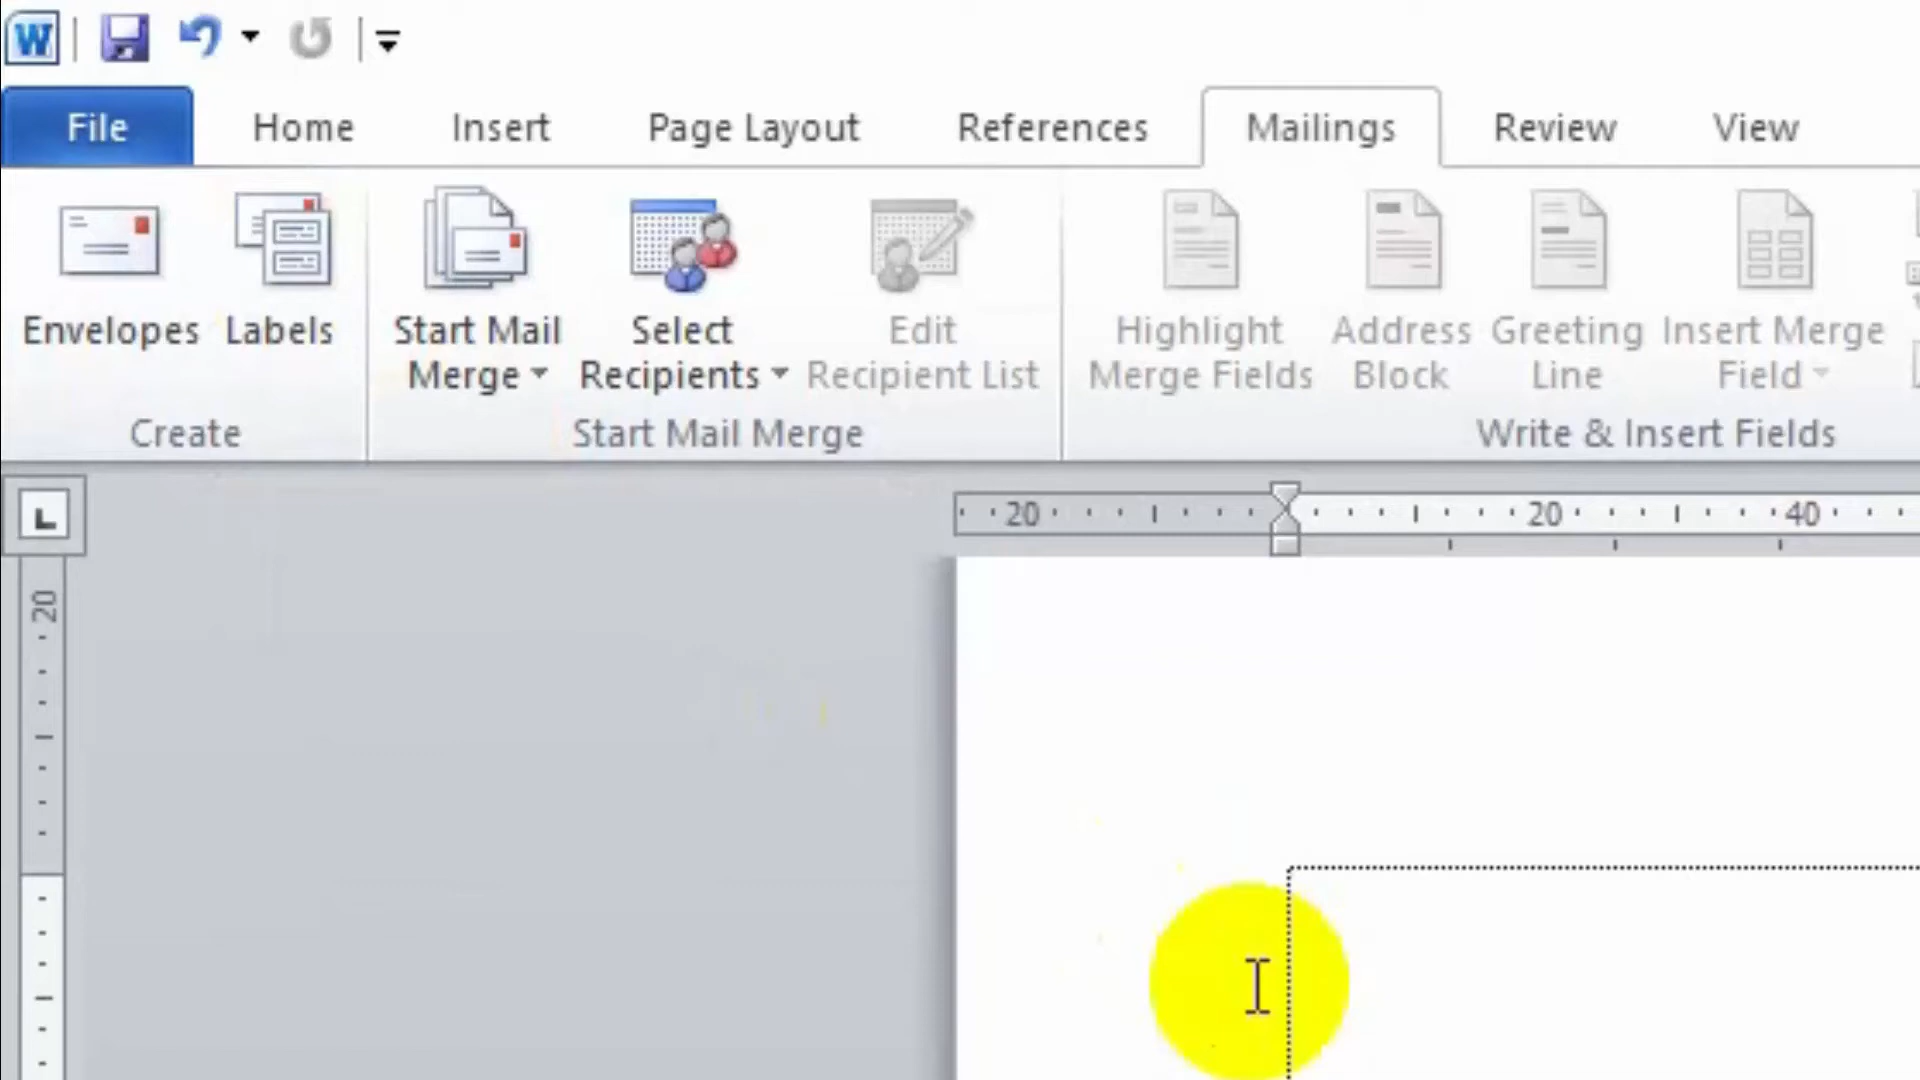 File Home Insert Page Layout References Mailings Review View
Envelopes Labels Start Mail Select Edit Highlight Address Greeting Insert Merge
Merge Recipients Recipient List Merge Fields Block Line Field
Create Start Mail Merge Write & Insert Fields
20 20 40
20